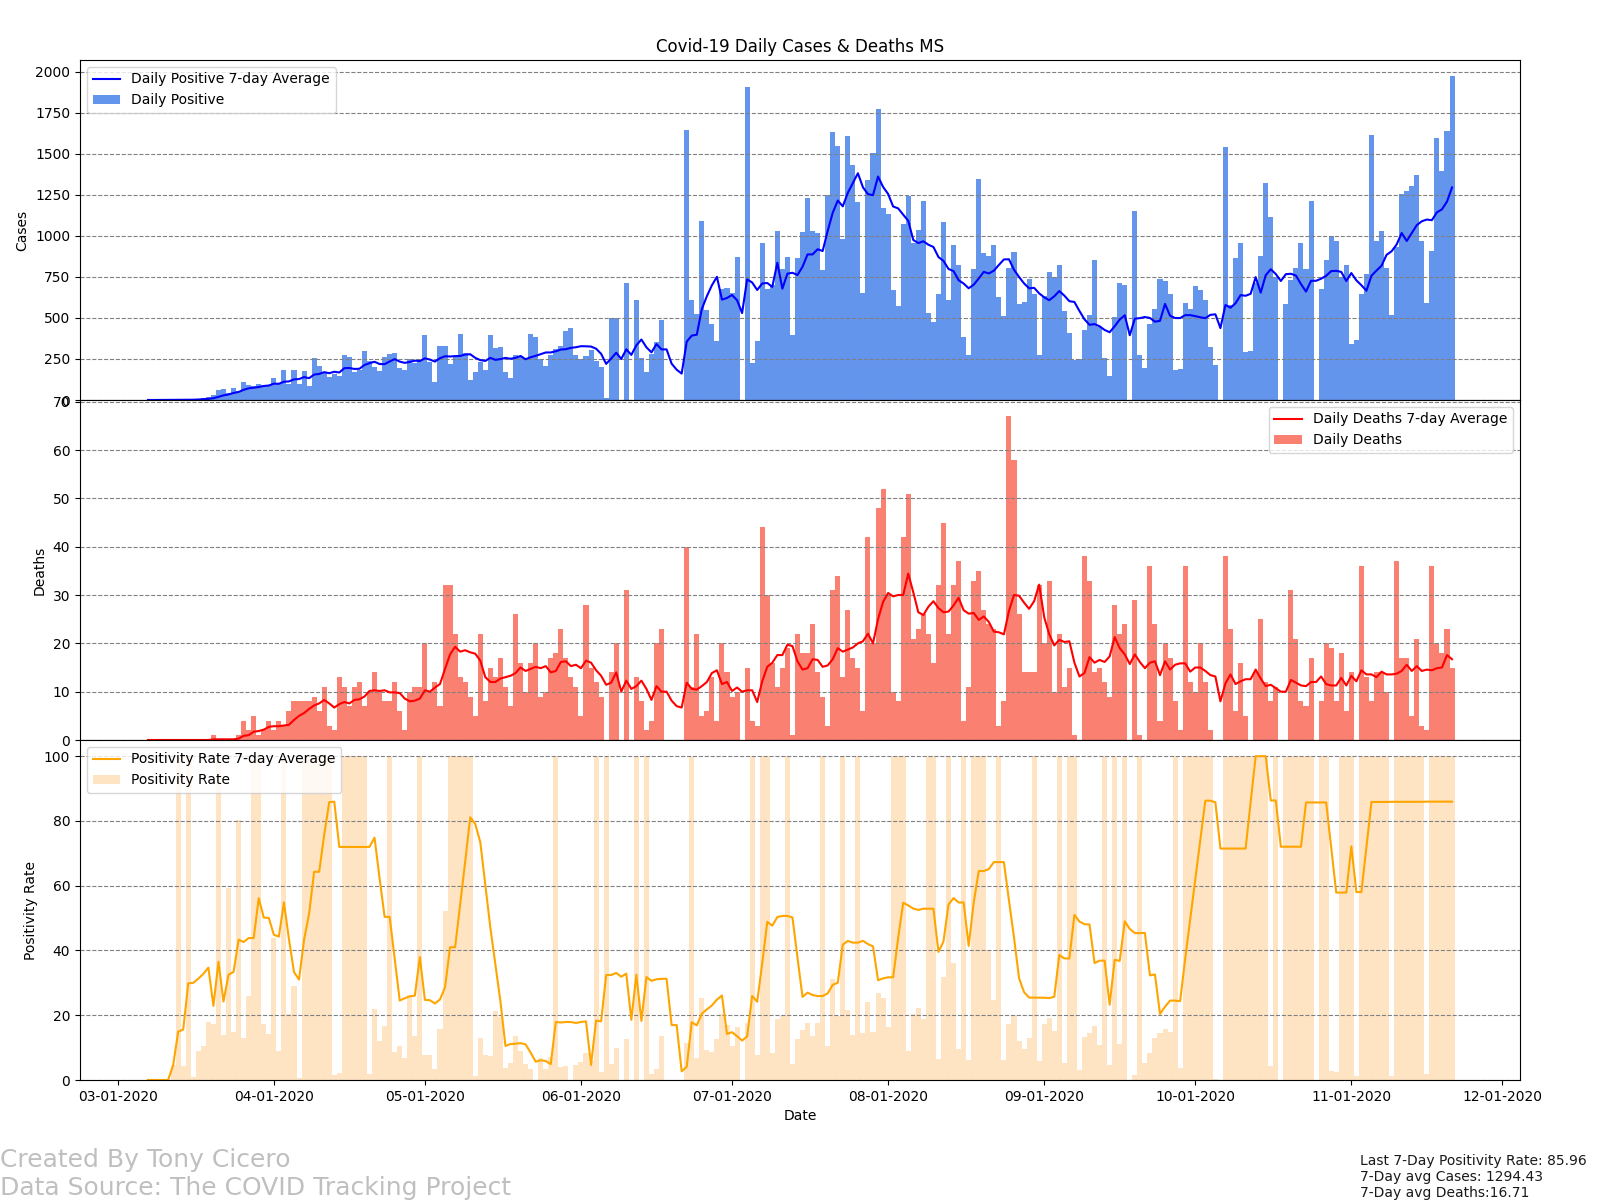 Covid-19 Daily Cases & Deaths MS
2000
1750
1500
1250
1000
750
500
250
0
Cases
Daily Positive 7-day Average
Daily Positive
70
60
50
40
30
20
10
0
Deaths
Daily Deaths 7-day Average
Daily Deaths
100
80
60
40
20
0
Positivity Rate
Positivity Rate 7-day Average
Positivity Rate
03-01-2020 04-01-2020 05-01-2020 06-01-2020 07-01-2020 08-01-2020 09-01-2020 10-01-2020 11-01-2020 12-01-2020
Date
Created By Tony Cicero
Data Source: The COVID Tracking Project
Last 7-Day Positivity Rate: 85.96
7-Day avg Cases: 1294.43
7-Day avg Deaths:16.71